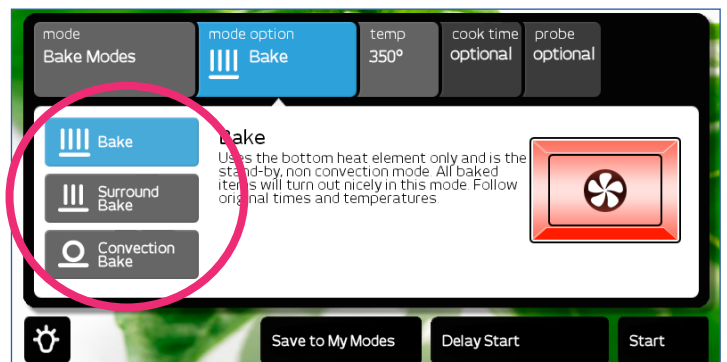 mode
Bake Modes
mode option
Bake
temp
350°
cook time
optional
probe
optional
Bake
Surround
Bake
Convection
Bake
Bake
Uses the bottom heat element only and is the
stand-by, non convection mode. All baked
items will turn out nicely in this mode. Follow
original times and temperatures.
Save to My Modes
Delay Start
Start